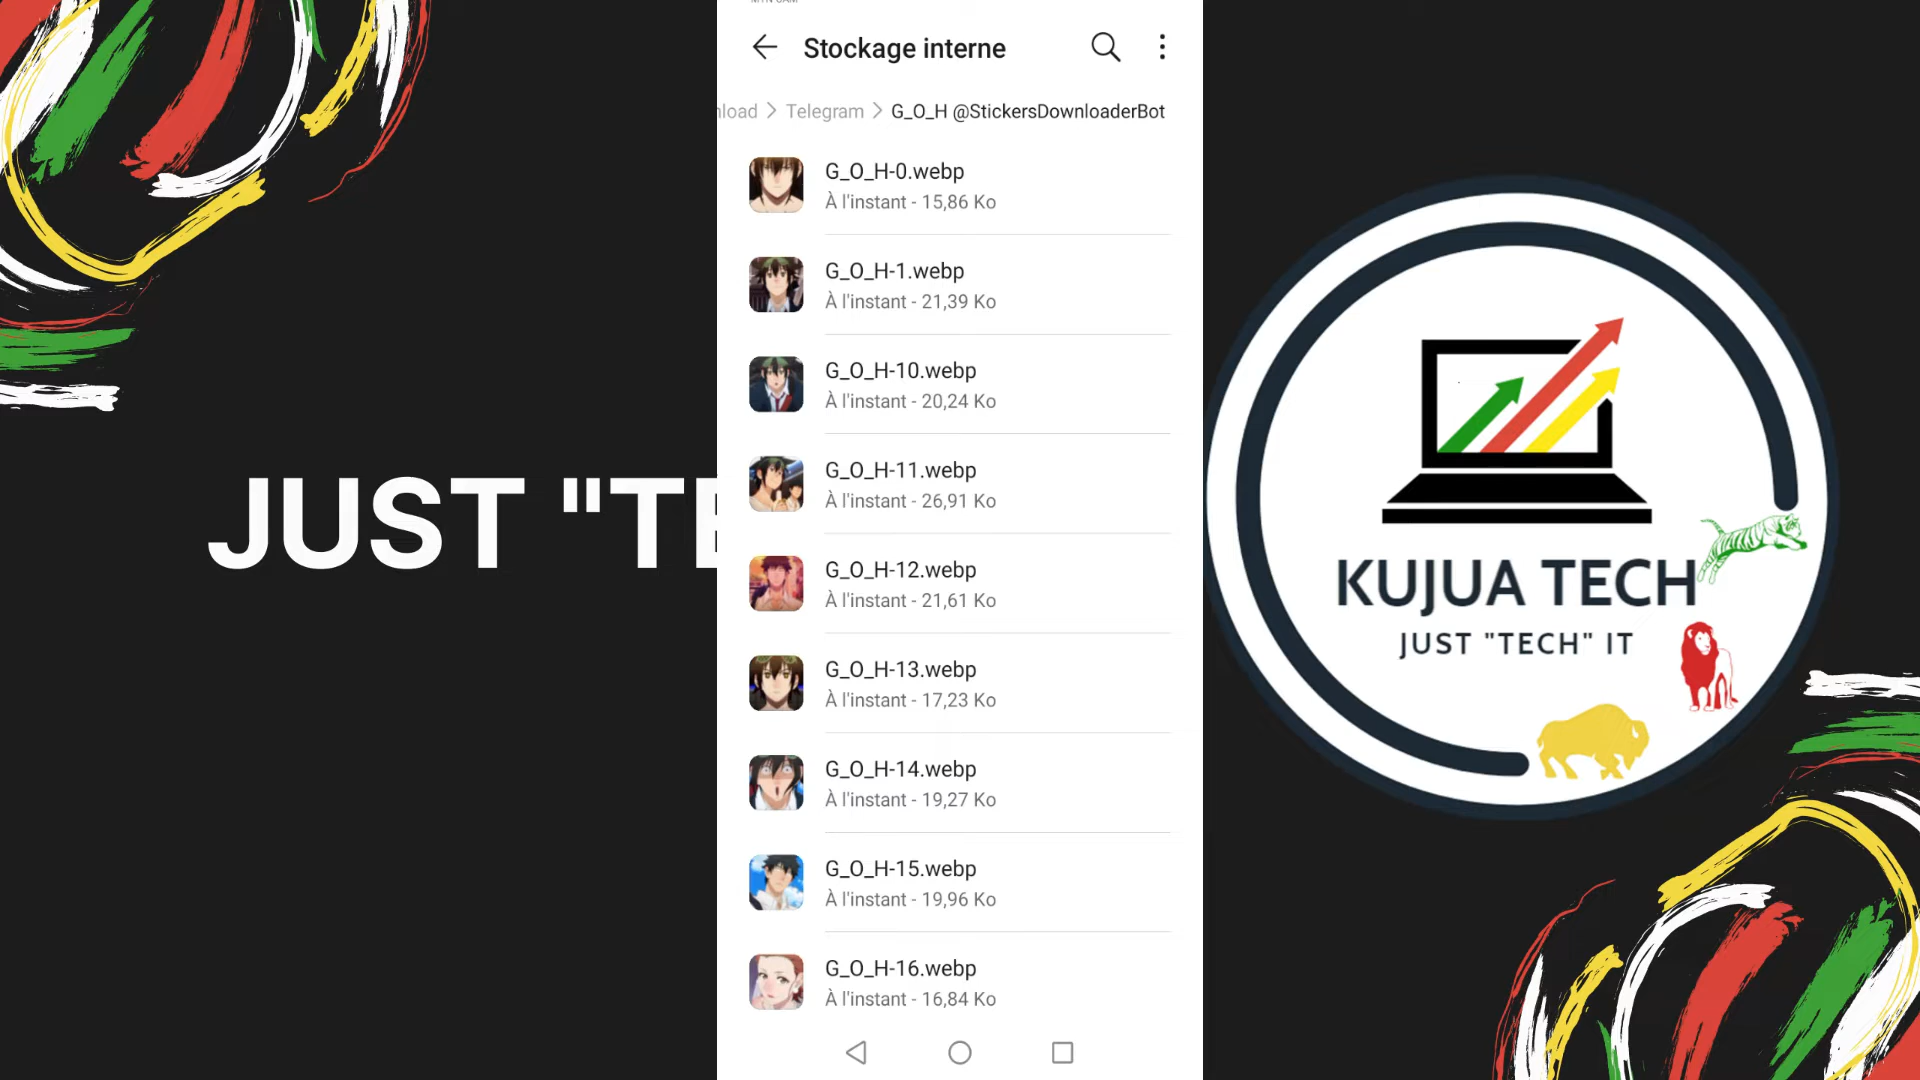 Stockage interne
Telegram > G_O_H @StickersDownloaderBot
G_O_H-0.webp
À l'instant - 15,86 Ko
G_O_H-1.webp
À l'instant - 21,39 Ko
G_O_H-10.webp
À l'instant - 20,24 Ko
G_O_H-11.webp
À l'instant - 26,91 Ko
G_O_H-12.webp
À l'instant - 21,61 Ko
G_O_H-13.webp
À l'instant - 17,23 Ko
G_O_H-14.webp
À l'instant - 19,27 Ko
G_O_H-15.webp
À l'instant - 19,96 Ko
G_O_H-16.webp
À l'instant - 16,84 Ko
JUST "TE
KUJUA TECH
JUST "TECH" IT